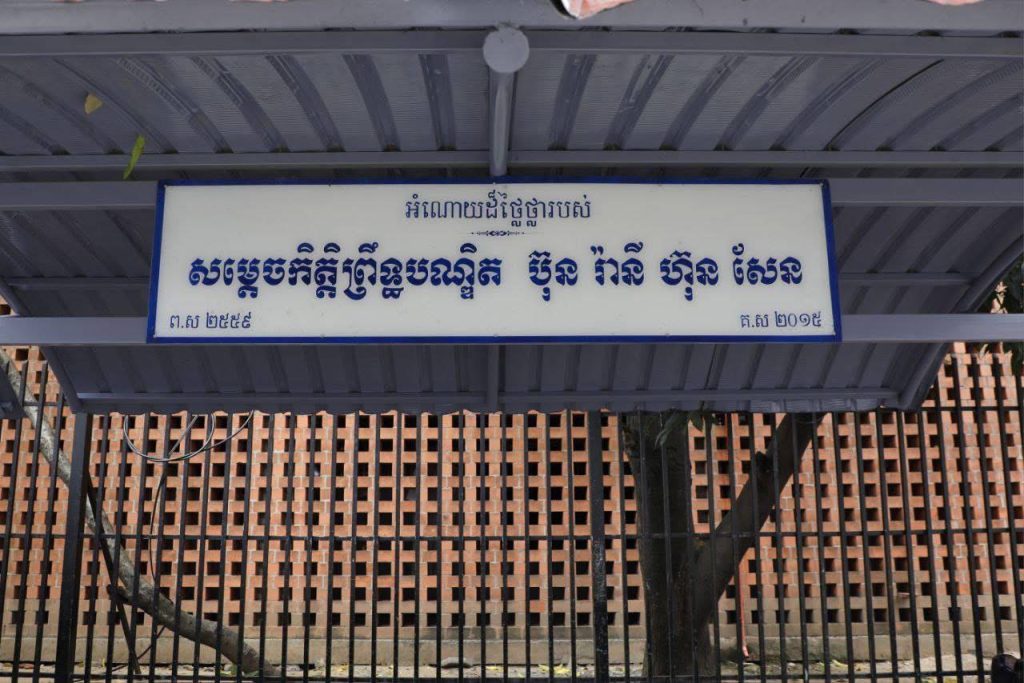 អំណោយដ៏ថ្លៃថ្លារបស់
សម្តេចកិត្តិព្រឹទ្ធបណ្ឌិត ប៊ុន រ៉ានី ហ៊ុន សែន
ព.ស ២៥៥៩ គ.ស ២០១៥